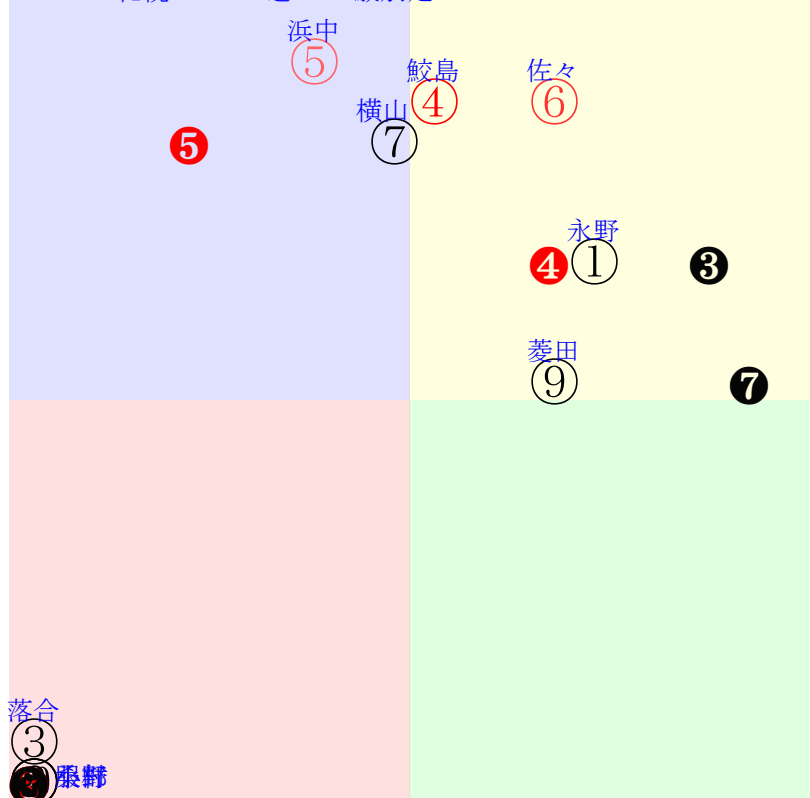 浜中
⑤
鮫島
④
佐々
⑥
横山
⑦
❺
永野
❹
①
❸
菱田
⑨
❼
落合
③